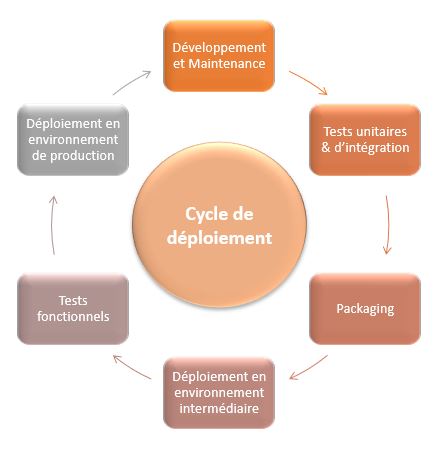 Développement
et Maintenance
Tests unitaires
& d'intégration
Packaging
Déploiement en
environnement
intermédiaire
Tests
fonctionnels
Déploiement en
environnement
de production
Cycle de
déploiement